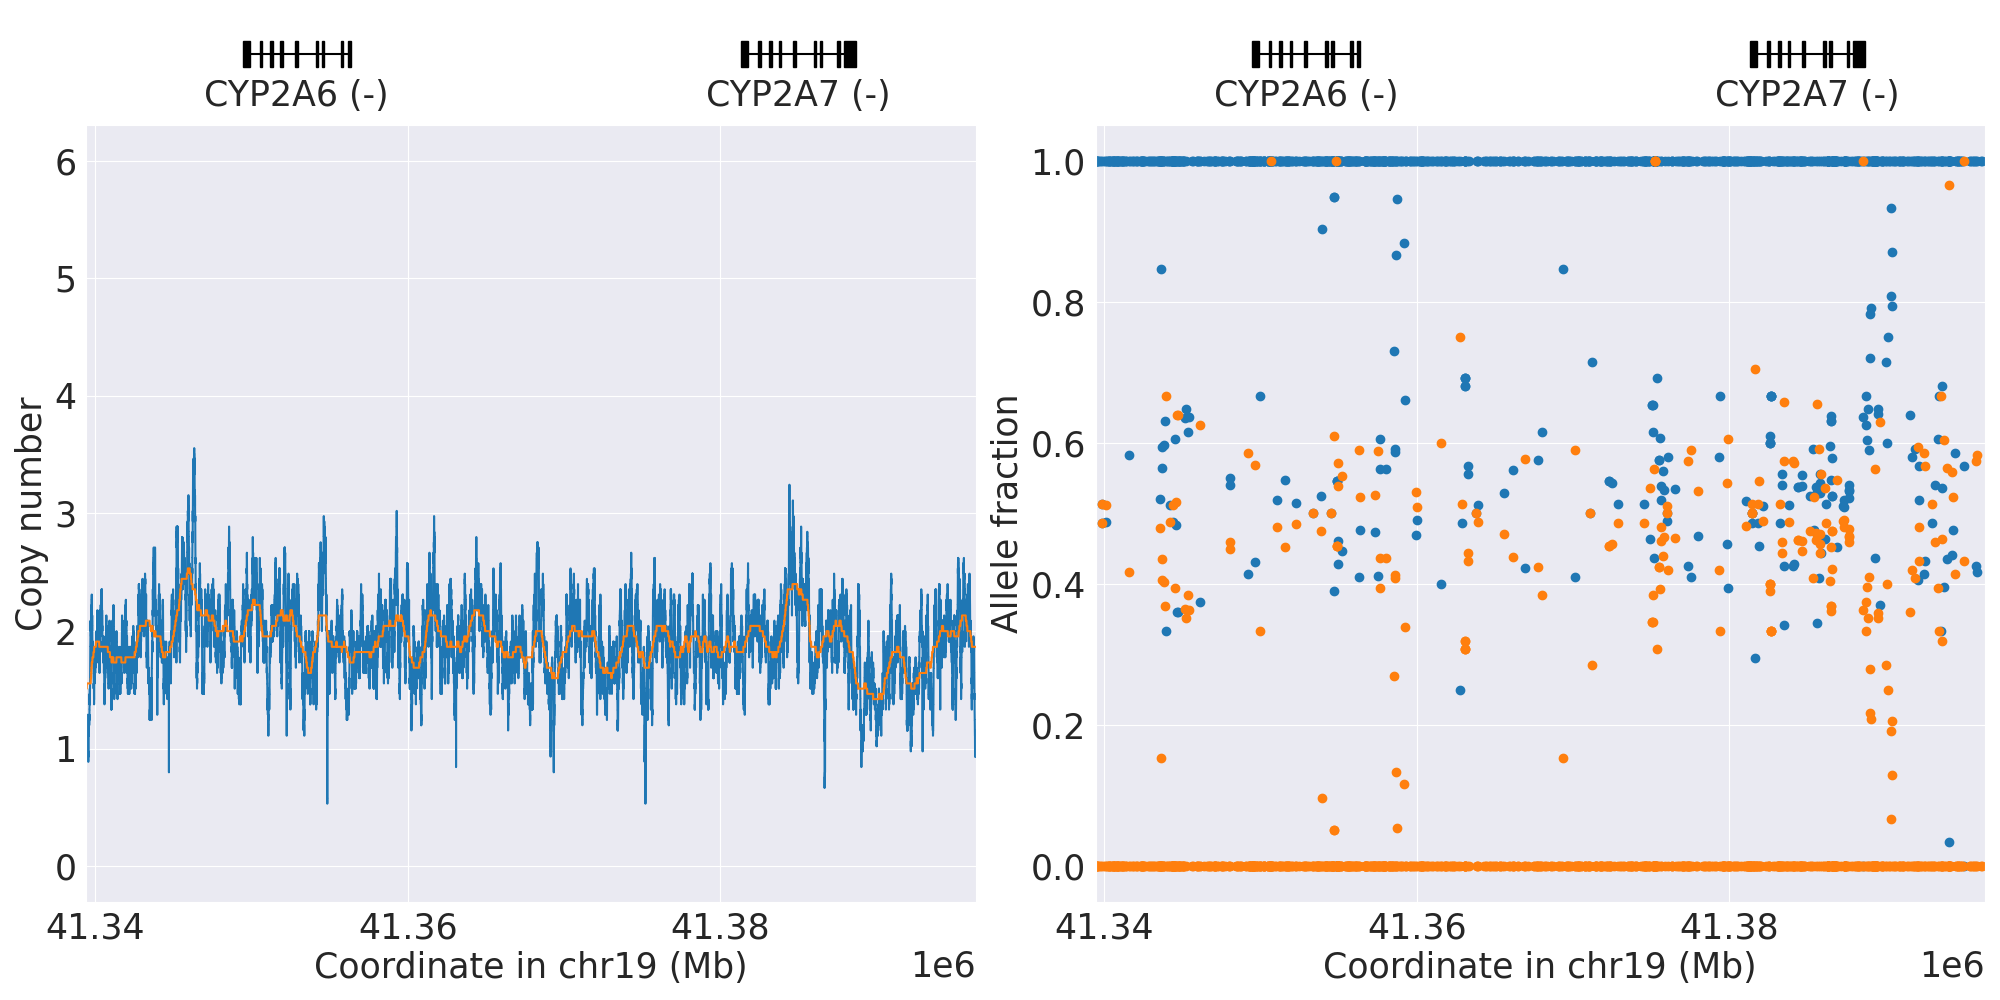 CYP2A6 (-) CYP2A7 (-)
6
5
4
3
2
1
0
Copy number
41.34 41.36 41.38
Coordinate in chr19 (Mb) 1e6
CYP2A6 (-) CYP2A7 (-)
1.0
0.8
0.6
0.4
0.2
0.0
Allele fraction
41.34 41.36 41.38
Coordinate in chr19 (Mb) 1e6